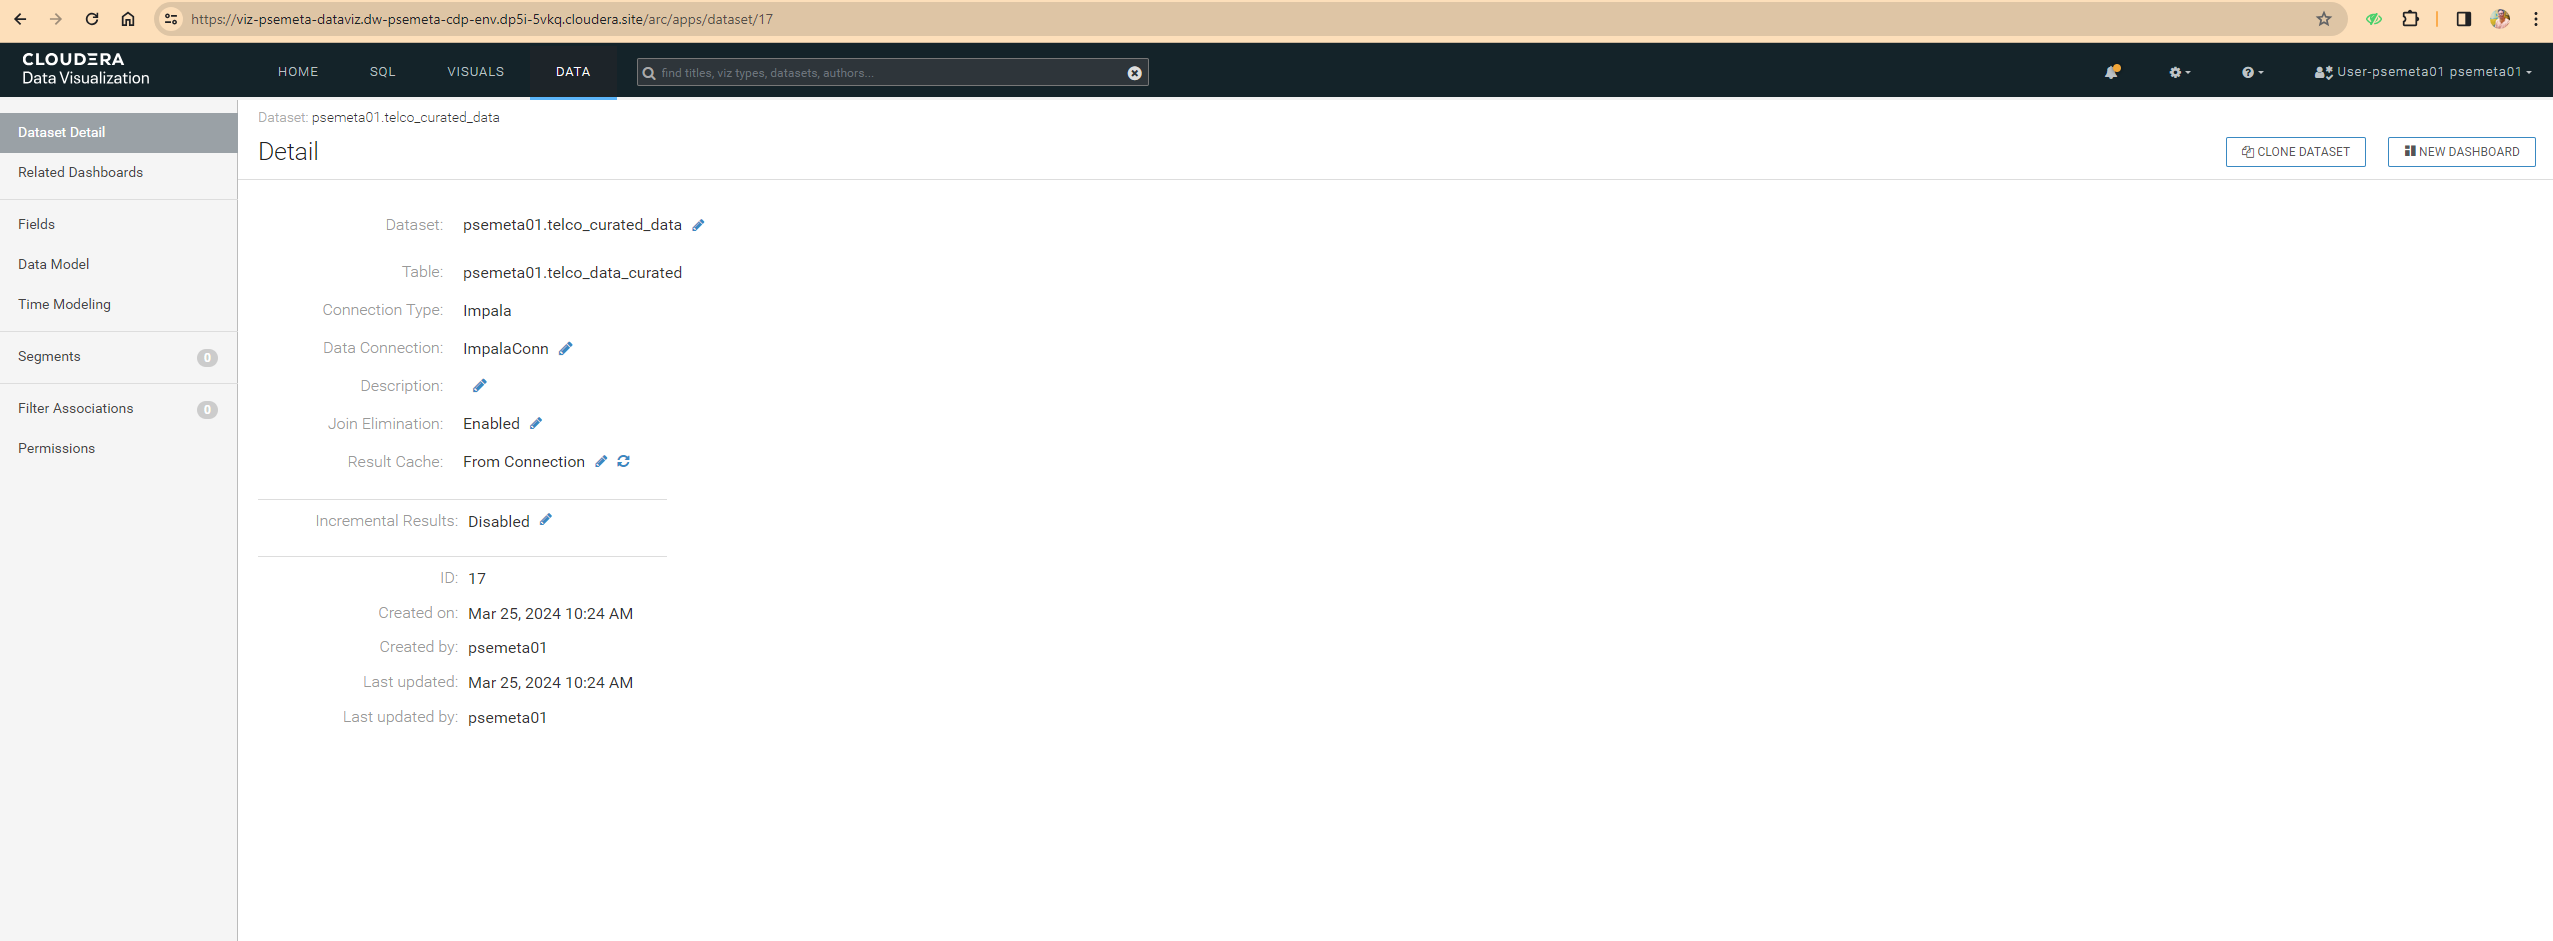 https://viz-psemeta-dataviz.dw-psemeta-cdp-env.dp5i-5vkq.cloudera.site/arc/apps/dataset/17
CLOUDERA
Data Visualization
HOME SQL VISUALS DATA find titles, viz types, datasets, authors... User-psemeta01 psemeta01
Dataset Detail
Related Dashboards
Fields
Data Model
Time Modeling
Segments 0
Filter Associations 0
Permissions
Dataset: psemeta01.telco_curated_data
Detail
CLONE DATASET NEW DASHBOARD
Dataset: psemeta01.telco_curated_data
Table: psemeta01.telco_data_curated
Connection Type: Impala
Data Connection: ImpalaConn
Description:
Join Elimination: Enabled
Result Cache: From Connection
Incremental Results: Disabled
ID: 17
Created on: Mar 25, 2024 10:24 AM
Created by: psemeta01
Last updated: Mar 25, 2024 10:24 AM
Last updated by: psemeta01